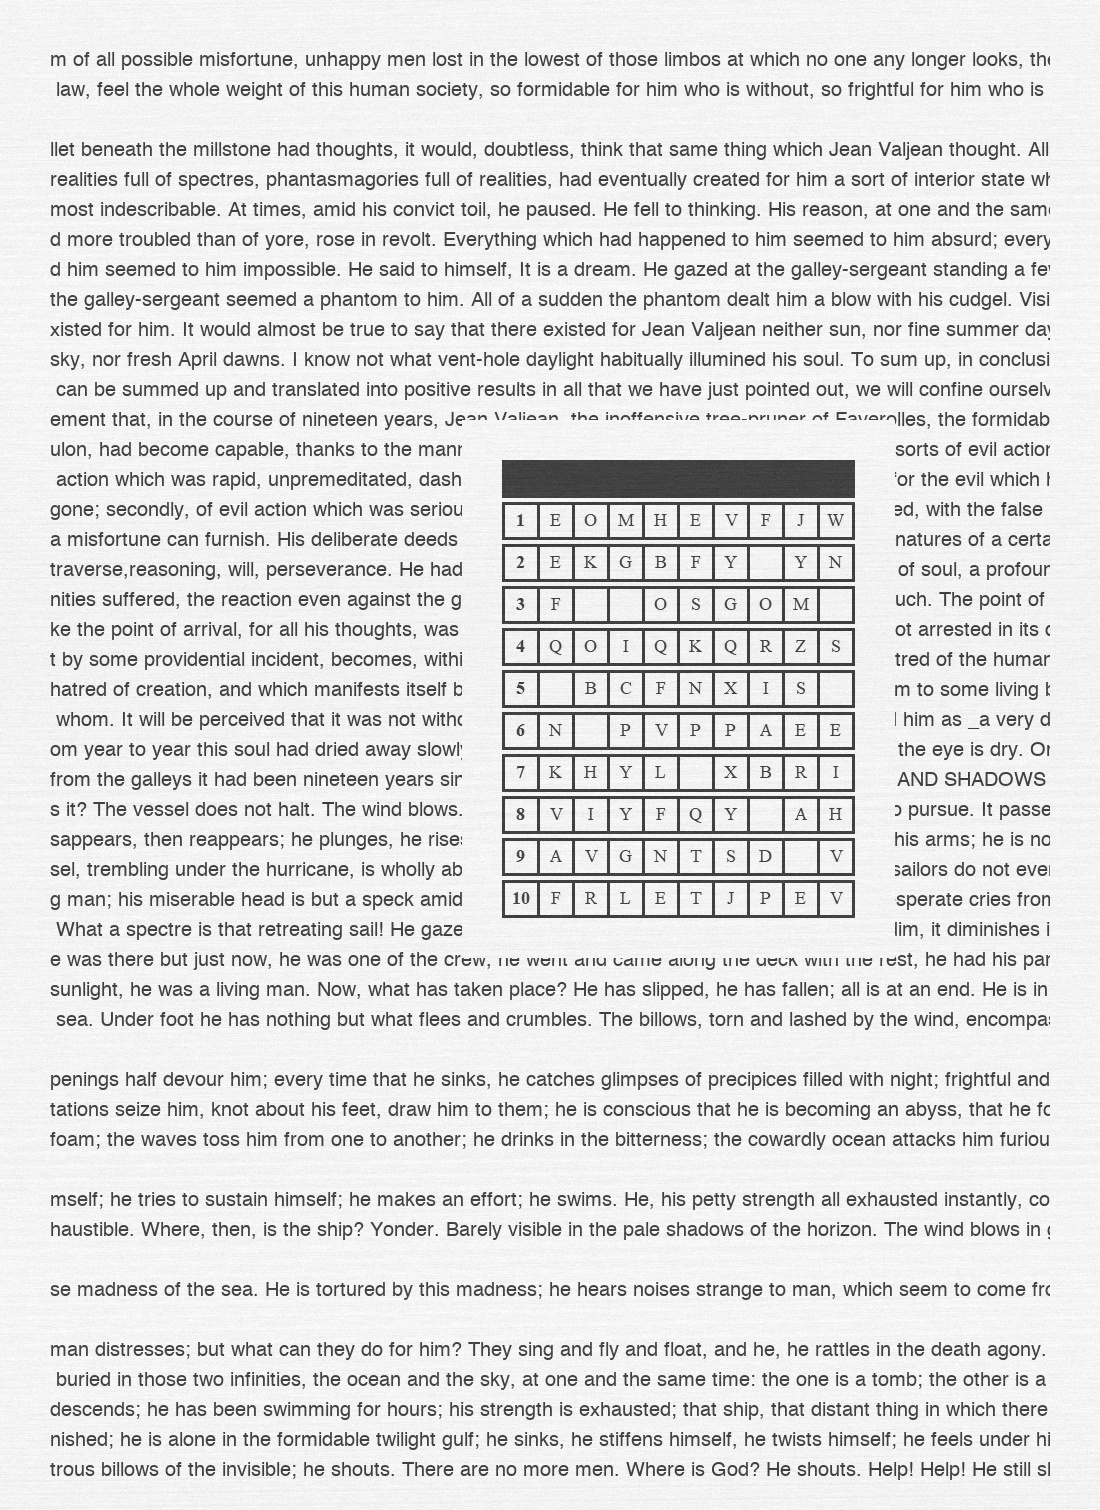 m of all possible misfortune, unhappy men lost in the lowest of those limbos at which no one any longer looks, the
law, feel the whole weight of this human society, so formidable for him who is without, so frightful for him who is
llet beneath the millstone had thoughts, it would, doubtless, think that same thing which Jean Valjean thought. All
realities full of spectres, phantasmagories full of realities, had eventually created for him a sort of interior state wh
most indescribable. At times, amid his convict toil, he paused. He fell to thinking. His reason, at one and the same
d more troubled than of yore, rose in revolt. Everything which had happened to him seemed to him absurd; every
d him seemed to him impossible. He said to himself, It is a dream. He gazed at the galley-sergeant standing a few
the galley-sergeant seemed a phantom to him. All of a sudden the phantom dealt him a blow with his cudgel. Visi
xisted for him. It would almost be true to say that there existed for Jean Valjean neither sun, nor fine summer day
sky, nor fresh April dawns. I know not what vent-hole daylight habitually illumined his soul. To sum up, in conclusi
can be summed up and translated into positive results in all that we have just pointed out, we will confine ourselv
ement that, in the course of nineteen years, Jean Valjean, the inoffensive tree-pruner of Faverolles, the formidab
ulon, had become capable, thanks to the mann sorts of evil action
action which was rapid, unpremeditated, dash for the evil which h
gone; secondly, of evil action which was seriou ed, with the false
a misfortune can furnish. His deliberate deeds natures of a certa
traverse,reasoning, will, perseverance. He had of soul, a profoun
nities suffered, the reaction even against the g uch. The point of
ke the point of arrival, for all his thoughts, was ot arrested in its c
t by some providential incident, becomes, withi tred of the human
hatred of creation, and which manifests itself b m to some living b
whom. It will be perceived that it was not witho him as _a very d
om year to year this soul had dried away slowly the eye is dry. On
from the galleys it had been nineteen years sin AND SHADOWS
s it? The vessel does not halt. The wind blows. pursue. It passe
sappears, then reappears; he plunges, he rises his arms; he is no
sel, trembling under the hurricane, is wholly ab sailors do not even
g man; his miserable head is but a speck amid sperate cries from
What a spectre is that retreating sail! He gaze lim, it diminishes i
1 E O M H E V F J W
2 E K G B F Y Y N
3 F O S G O M
4 Q O I Q K Q R Z S
5 B C F N X I S
6 N P V P P A E E
7 K H Y L X B R I
8 V I Y F Q Y A H
9 A V G N T S D V
10 F R L E T J P E V
e was there but just now, he was one of the crew, he went and came along the deck with the rest, he had his par
sunlight, he was a living man. Now, what has taken place? He has slipped, he has fallen; all is at an end. He is in
sea. Under foot he has nothing but what flees and crumbles. The billows, torn and lashed by the wind, encompas
penings half devour him; every time that he sinks, he catches glimpses of precipices filled with night; frightful and
tations seize him, knot about his feet, draw him to them; he is conscious that he is becoming an abyss, that he fo
foam; the waves toss him from one to another; he drinks in the bitterness; the cowardly ocean attacks him furiou
mself; he tries to sustain himself; he makes an effort; he swims. He, his petty strength all exhausted instantly, co
haustible. Where, then, is the ship? Yonder. Barely visible in the pale shadows of the horizon. The wind blows in g
se madness of the sea. He is tortured by this madness; he hears noises strange to man, which seem to come fro
man distresses; but what can they do for him? They sing and fly and float, and he, he rattles in the death agony.
buried in those two infinities, the ocean and the sky, at one and the same time: the one is a tomb; the other is a
descends; he has been swimming for hours; his strength is exhausted; that ship, that distant thing in which there
nished; he is alone in the formidable twilight gulf; he sinks, he stiffens himself, he twists himself; he feels under hi
trous billows of the invisible; he shouts. There are no more men. Where is God? He shouts. Help! Help! He still sh